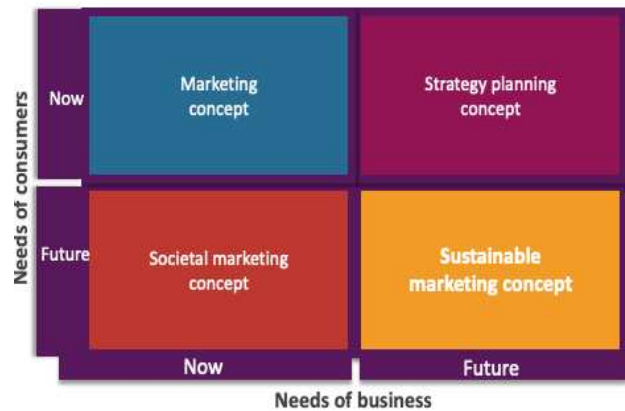 Needs of consumers
Now
Marketing
concept
Strategy planning
concept
Future
Societal marketing
concept
Sustainable
marketing concept
Now
Future
Needs of business